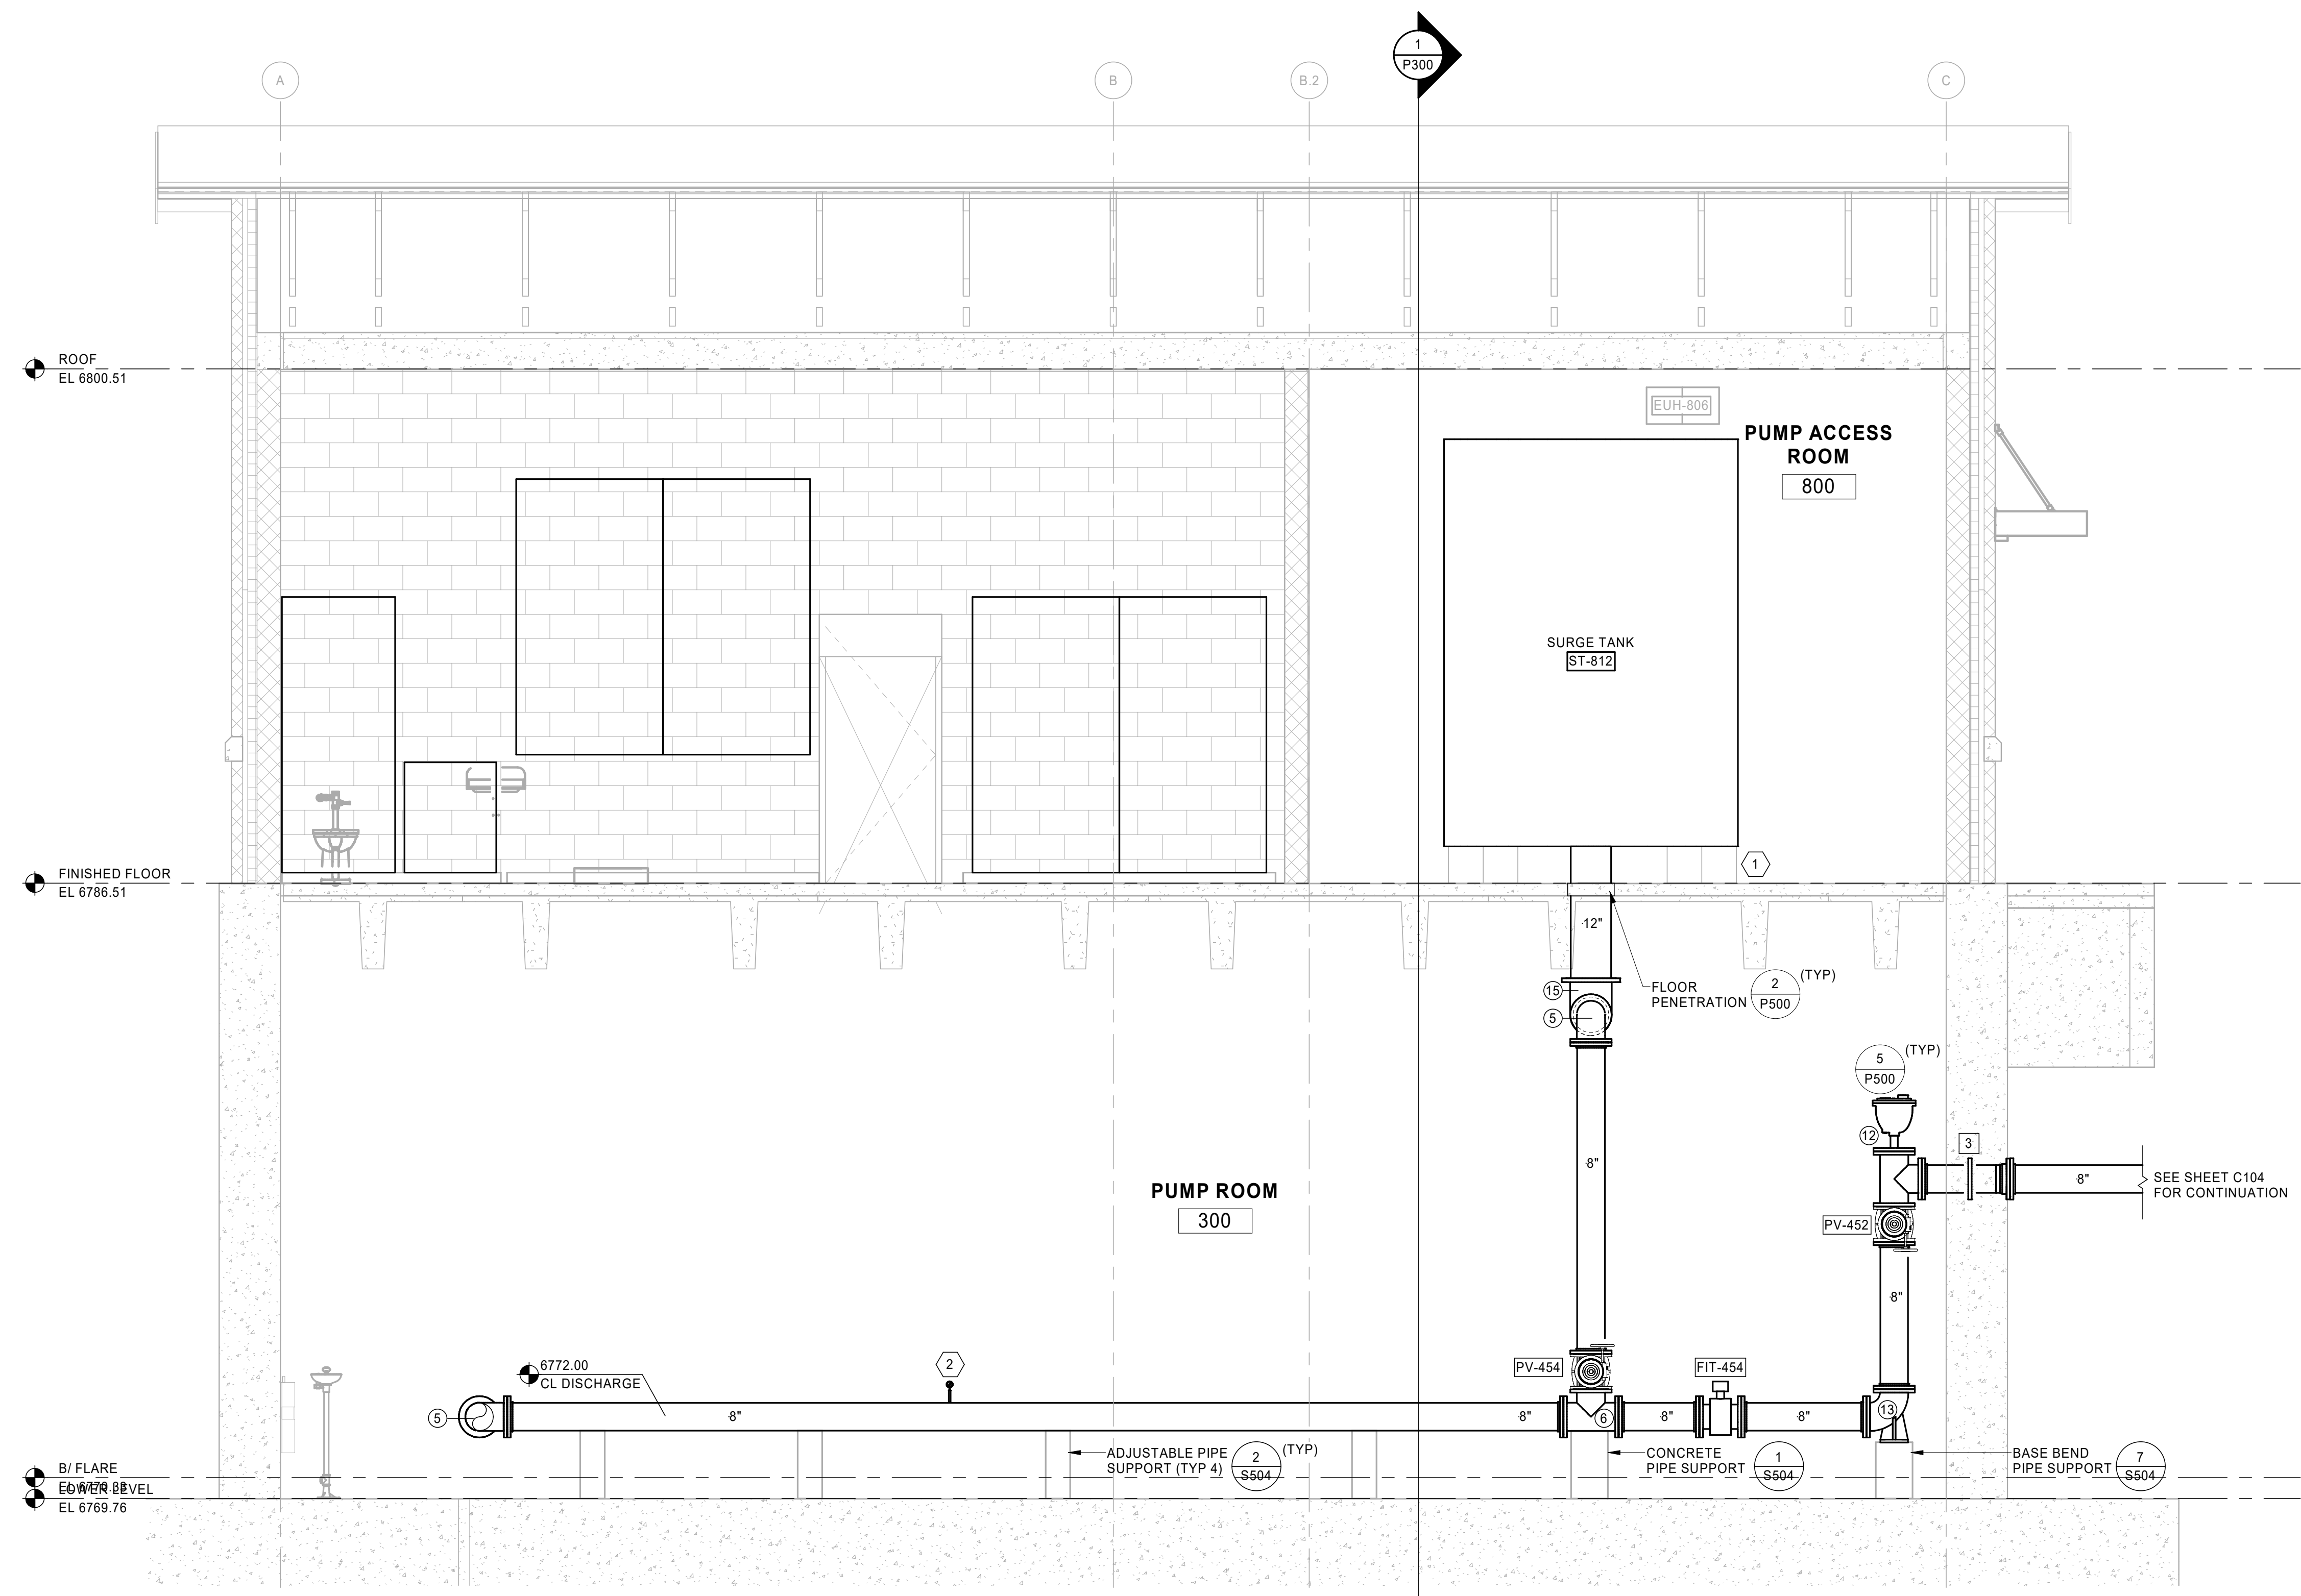 1
P300
A
B
B.2
C
ROOF
EL 6800.51
EUH-806
PUMP ACCESS
ROOM
800
SURGE TANK
ST-812
1
FINISHED FLOOR
EL 6786.51
12"
15
5
FLOOR
PENETRATION
2
P500
(TYP)
5
P500
(TYP)
12
3
8"
8"
SEE SHEET C104
FOR CONTINUATION
PUMP ROOM
300
PV-452
8"
6772.00
CL DISCHARGE
2
PV-454
FIT-454
5
8"
8"
6
8"
8"
13
ADJUSTABLE PIPE
SUPPORT (TYP 4)
2
S504
(TYP)
CONCRETE
PIPE SUPPORT
1
S504
BASE BEND
PIPE SUPPORT
7
S504
B/ FLARE
LOWER LEVEL
EL 6769.76